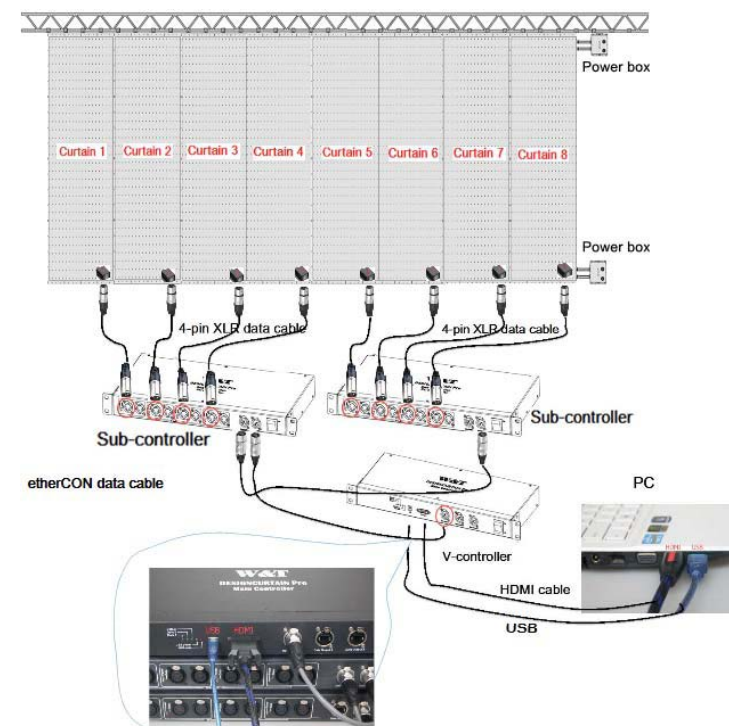 Power box
Curtain 1
Curtain 2
Curtain 3
Curtain 4
Curtain 5
Curtain 6
Curtain 7
Curtain 8
Power box
4-pin XLR data cable
4-pin XLR data cable
W&T
W&T
Sub-controller
Sub-controller
etherCON data cable
W&T
PC
HDMI
USB
V-controller
HDMI cable
USB
W&T
DESIGNCURTAIN Pro
Main Controller
USB
HDMI